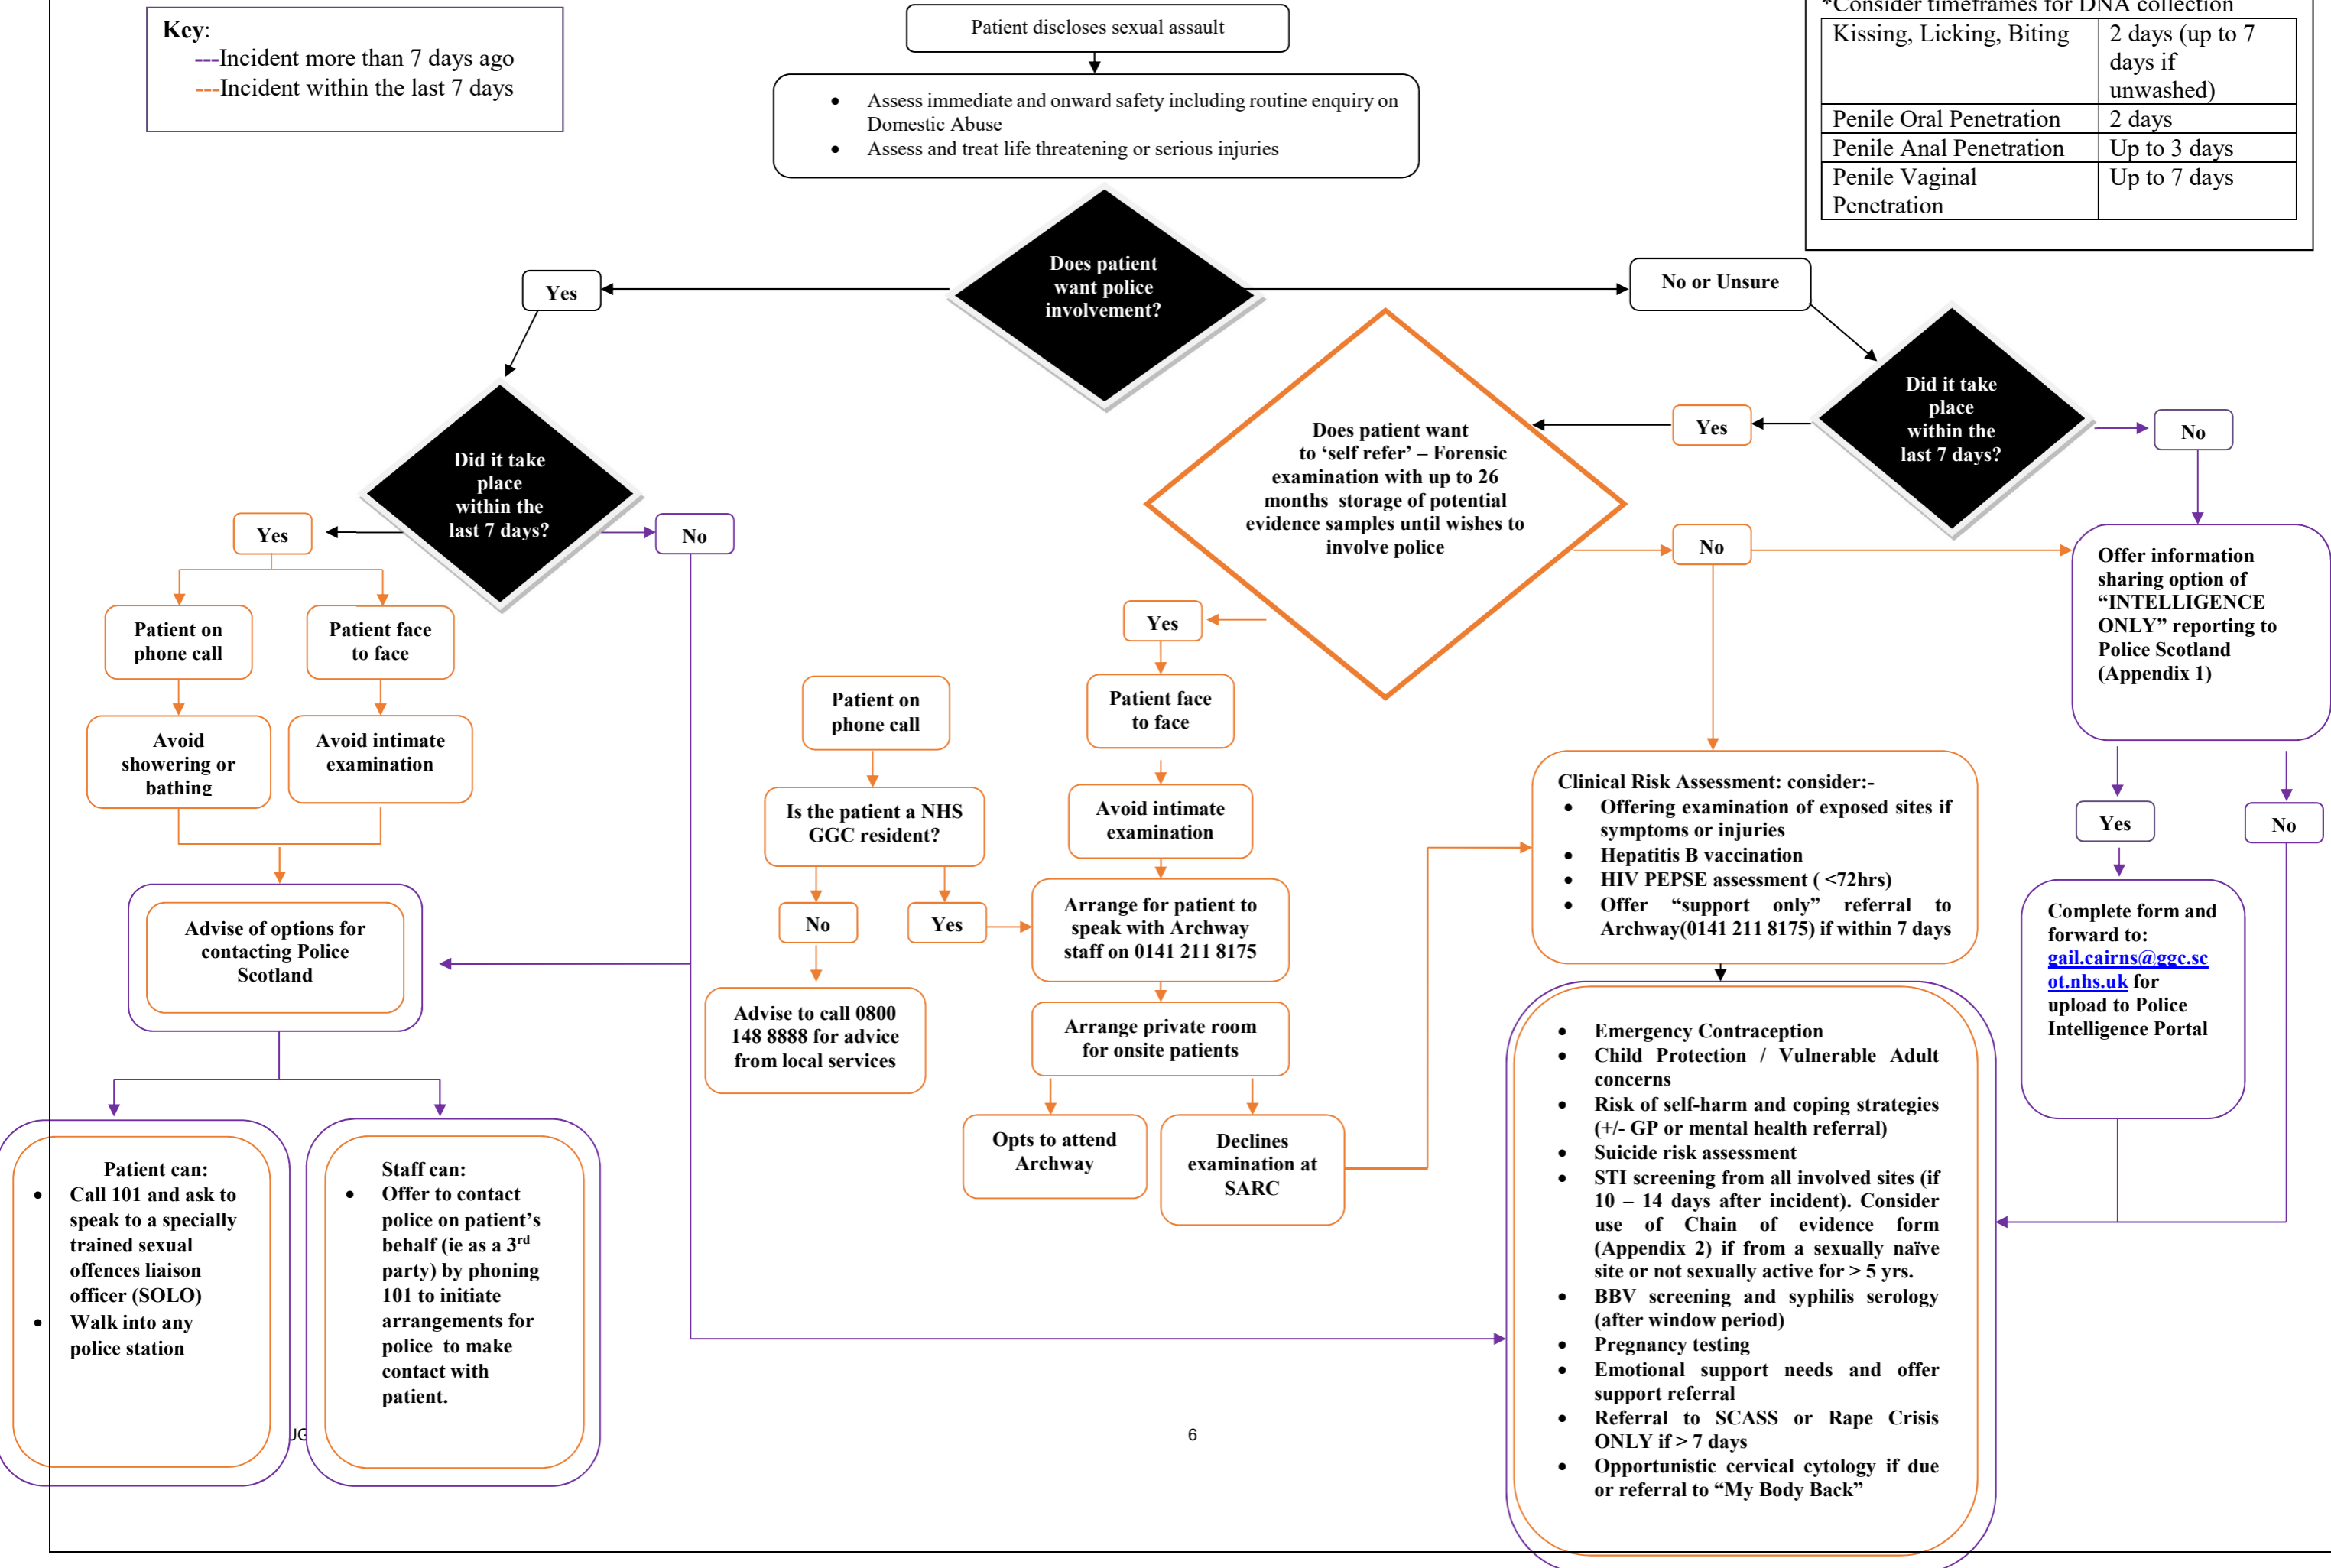 Key:
---Incident more than 7 days ago
---Incident within the last 7 days
Patient discloses sexual assault
• Assess immediate and onward safety including routine enquiry on
Domestic Abuse
• Assess and treat life threatening or serious injuries
*Consider timeframes for DNA collection
Kissing, Licking, Biting
2 days (up to 7
days if
unwashed)
Penile Oral Penetration
2 days
Penile Anal Penetration
Up to 3 days
Penile Vaginal
Penetration
Up to 7 days
Does patient
want police
involvement?
Yes
No or Unsure
Did it take
place
within the
last 7 days?
Yes
No
Patient on
phone call
Patient face
to face
Avoid
showering or
bathing
Avoid intimate
examination
Advise of options for
contacting Police
Scotland
Patient can:
• Call 101 and ask to
speak to a specially
trained sexual
offences liaison
officer (SOLO)
• Walk into any
police station
Staff can:
• Offer to contact
police on patient’s
behalf (ie as a 3rd
party) by phoning
101 to initiate
arrangements for
police to make
contact with
patient.
Did it take
place
within the
last 7 days?
Yes
No
Does patient want
to ‘self refer’ – Forensic
examination with up to 26
months storage of potential
evidence samples until wishes to
involve police
Yes
No
Patient on
phone call
Is the patient a NHS
GGC resident?
No
Yes
Advise to call 0800
148 8888 for advice
from local services
Patient face
to face
Avoid intimate
examination
Arrange for patient to
speak with Archway
staff on 0141 211 8175
Arrange private room
for onsite patients
Opts to attend
Archway
Declines
examination at
SARC
Clinical Risk Assessment: consider:-
• Offering examination of exposed sites if
symptoms or injuries
• Hepatitis B vaccination
• HIV PEPSE assessment ( <72hrs)
• Offer “support only” referral to
Archway(0141 211 8175) if within 7 days
• Emergency Contraception
• Child Protection / Vulnerable Adult
concerns
• Risk of self-harm and coping strategies
(+/- GP or mental health referral)
• Suicide risk assessment
• STI screening from all involved sites (if
10 – 14 days after incident). Consider
use of Chain of evidence form
(Appendix 2) if from a sexually naïve
site or not sexually active for > 5 yrs.
• BBV screening and syphilis serology
(after window period)
• Pregnancy testing
• Emotional support needs and offer
support referral
• Referral to SCASS or Rape Crisis
ONLY if > 7 days
• Opportunistic cervical cytology if due
or referral to “My Body Back”
Offer information
sharing option of
“INTELLIGENCE
ONLY” reporting to
Police Scotland
(Appendix 1)
Yes
No
Complete form and
forward to:
gail.cairns@ggc.sc
ot.nhs.uk for
upload to Police
Intelligence Portal
6